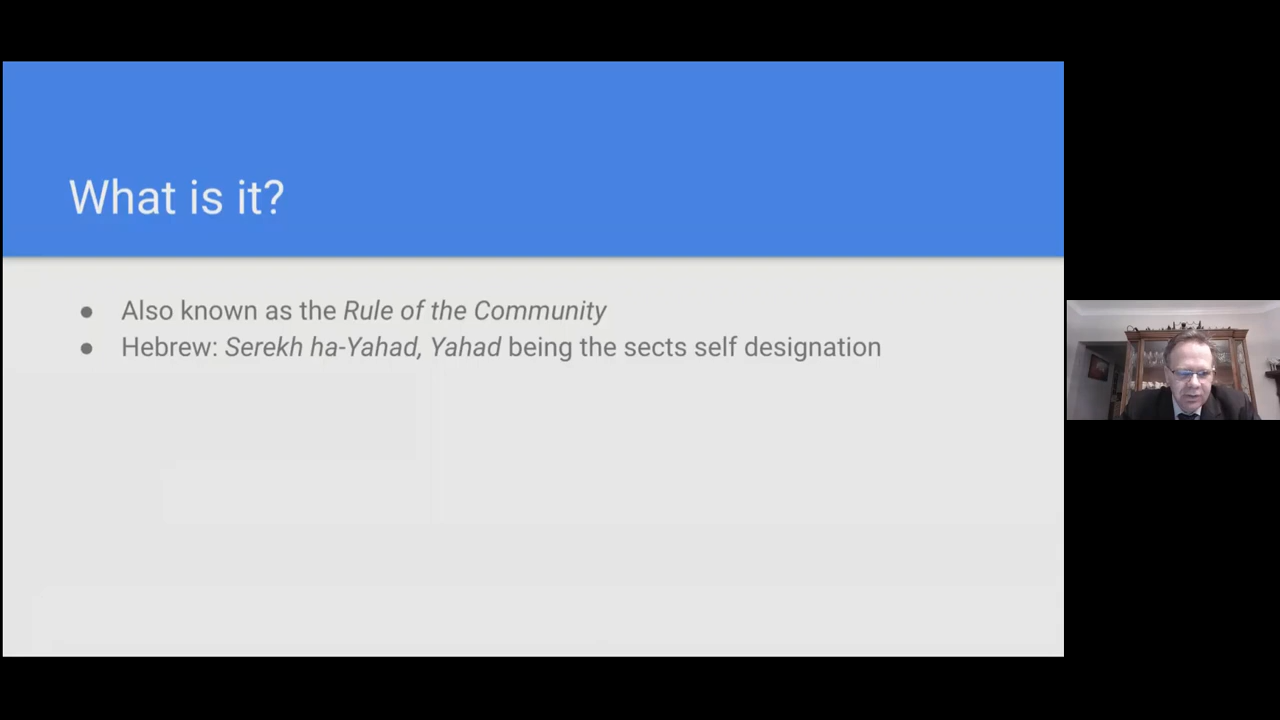 What is it?
● Also known as the Rule of the Community
● Hebrew: Serekh ha-Yahad, Yahad being the sects self designation